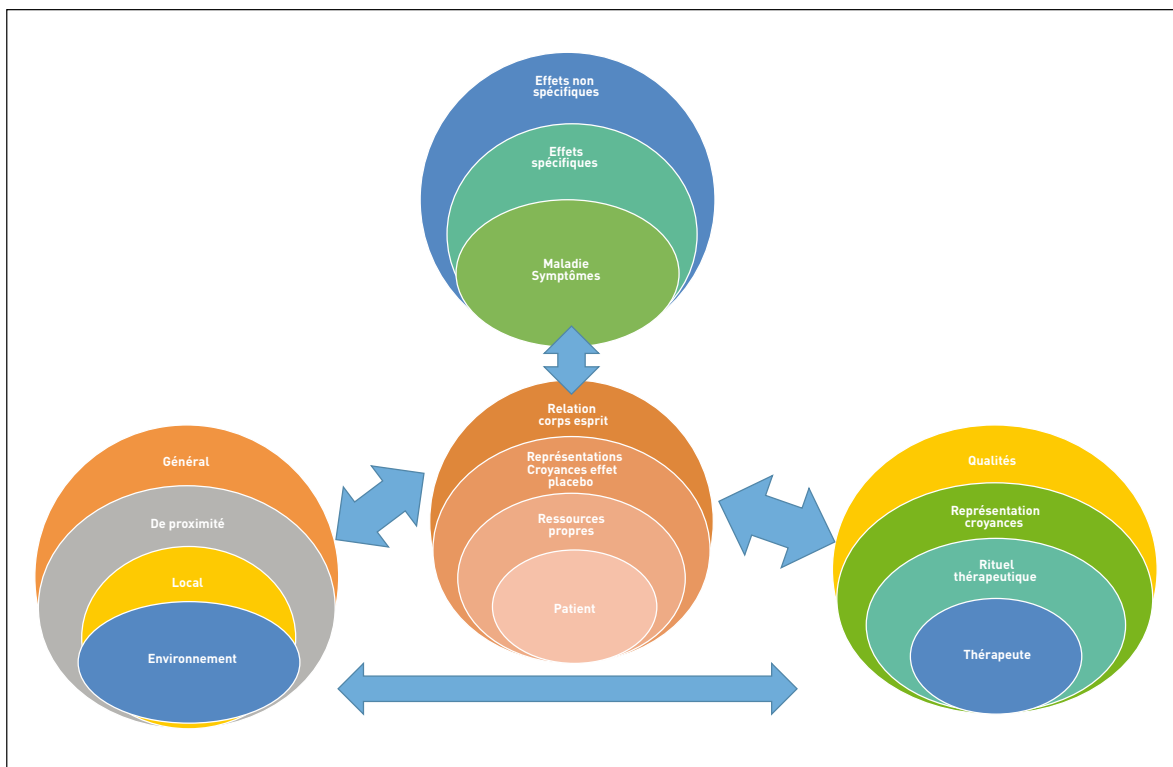 Effets non
spécifiques
Effets
spécifiques
Maladie
Symptômes
Relation
corps esprit
Représentations
Croyances effet
placebo
Ressources
propres
Patient
Général
De proximité
Local
Environnement
Qualités
Représentation
croyances
Rituel
thérapeutique
Thérapeute